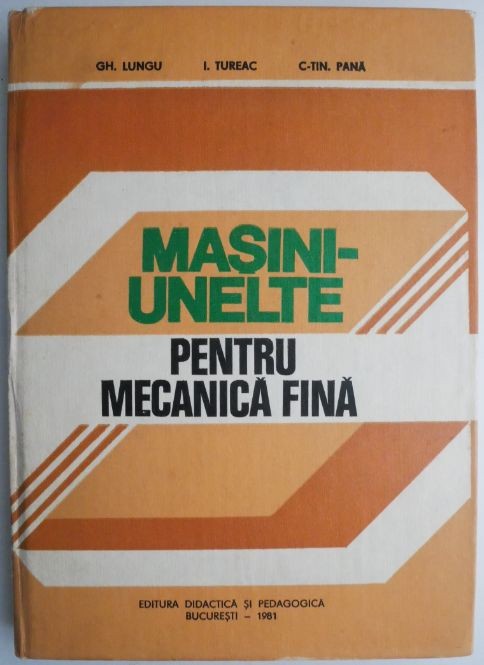 GH. LUNGU I. TUREAC C-TIN. PANĂ
MAȘINI-
UNELTE
PENTRU
MECANICĂ FINĂ
EDITURA DIDACTICĂ ȘI PEDAGOGICĂ
BUCUREȘTI – 1981